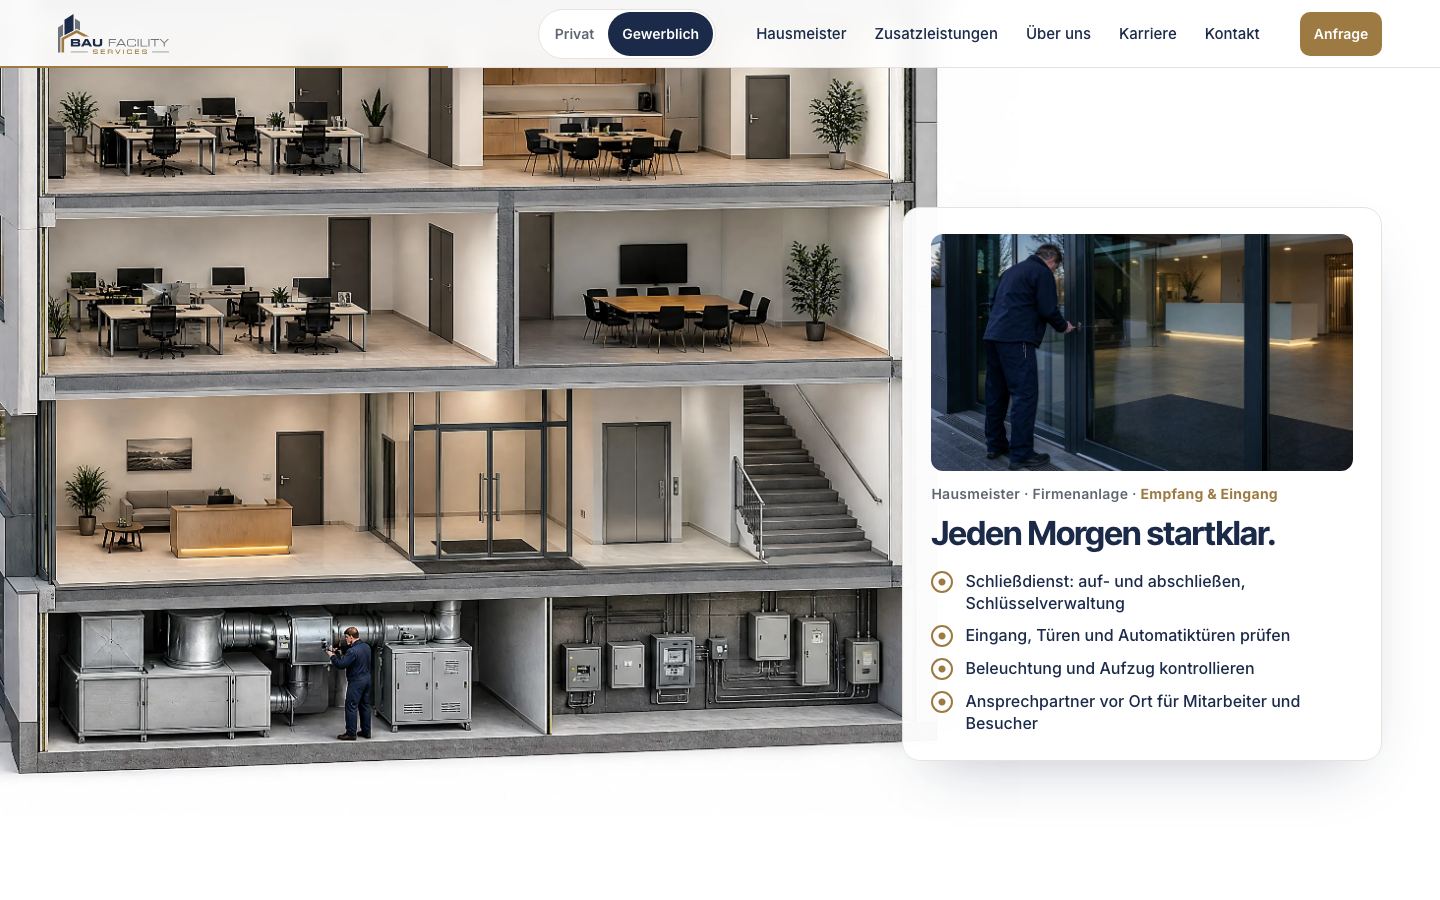 BAU FACILITY
SERVICES
Privat
Gewerblich
Hausmeister
Zusatzleistungen
Über uns
Karriere
Kontakt
Anfrage
Hausmeister · Firmenanlage · Empfang & Eingang
Jeden Morgen startklar.
Schließdienst: auf- und abschließen,
Schlüsselverwaltung
Eingang, Türen und Automatiktüren prüfen
Beleuchtung und Aufzug kontrollieren
Ansprechpartner vor Ort für Mitarbeiter und
Besucher